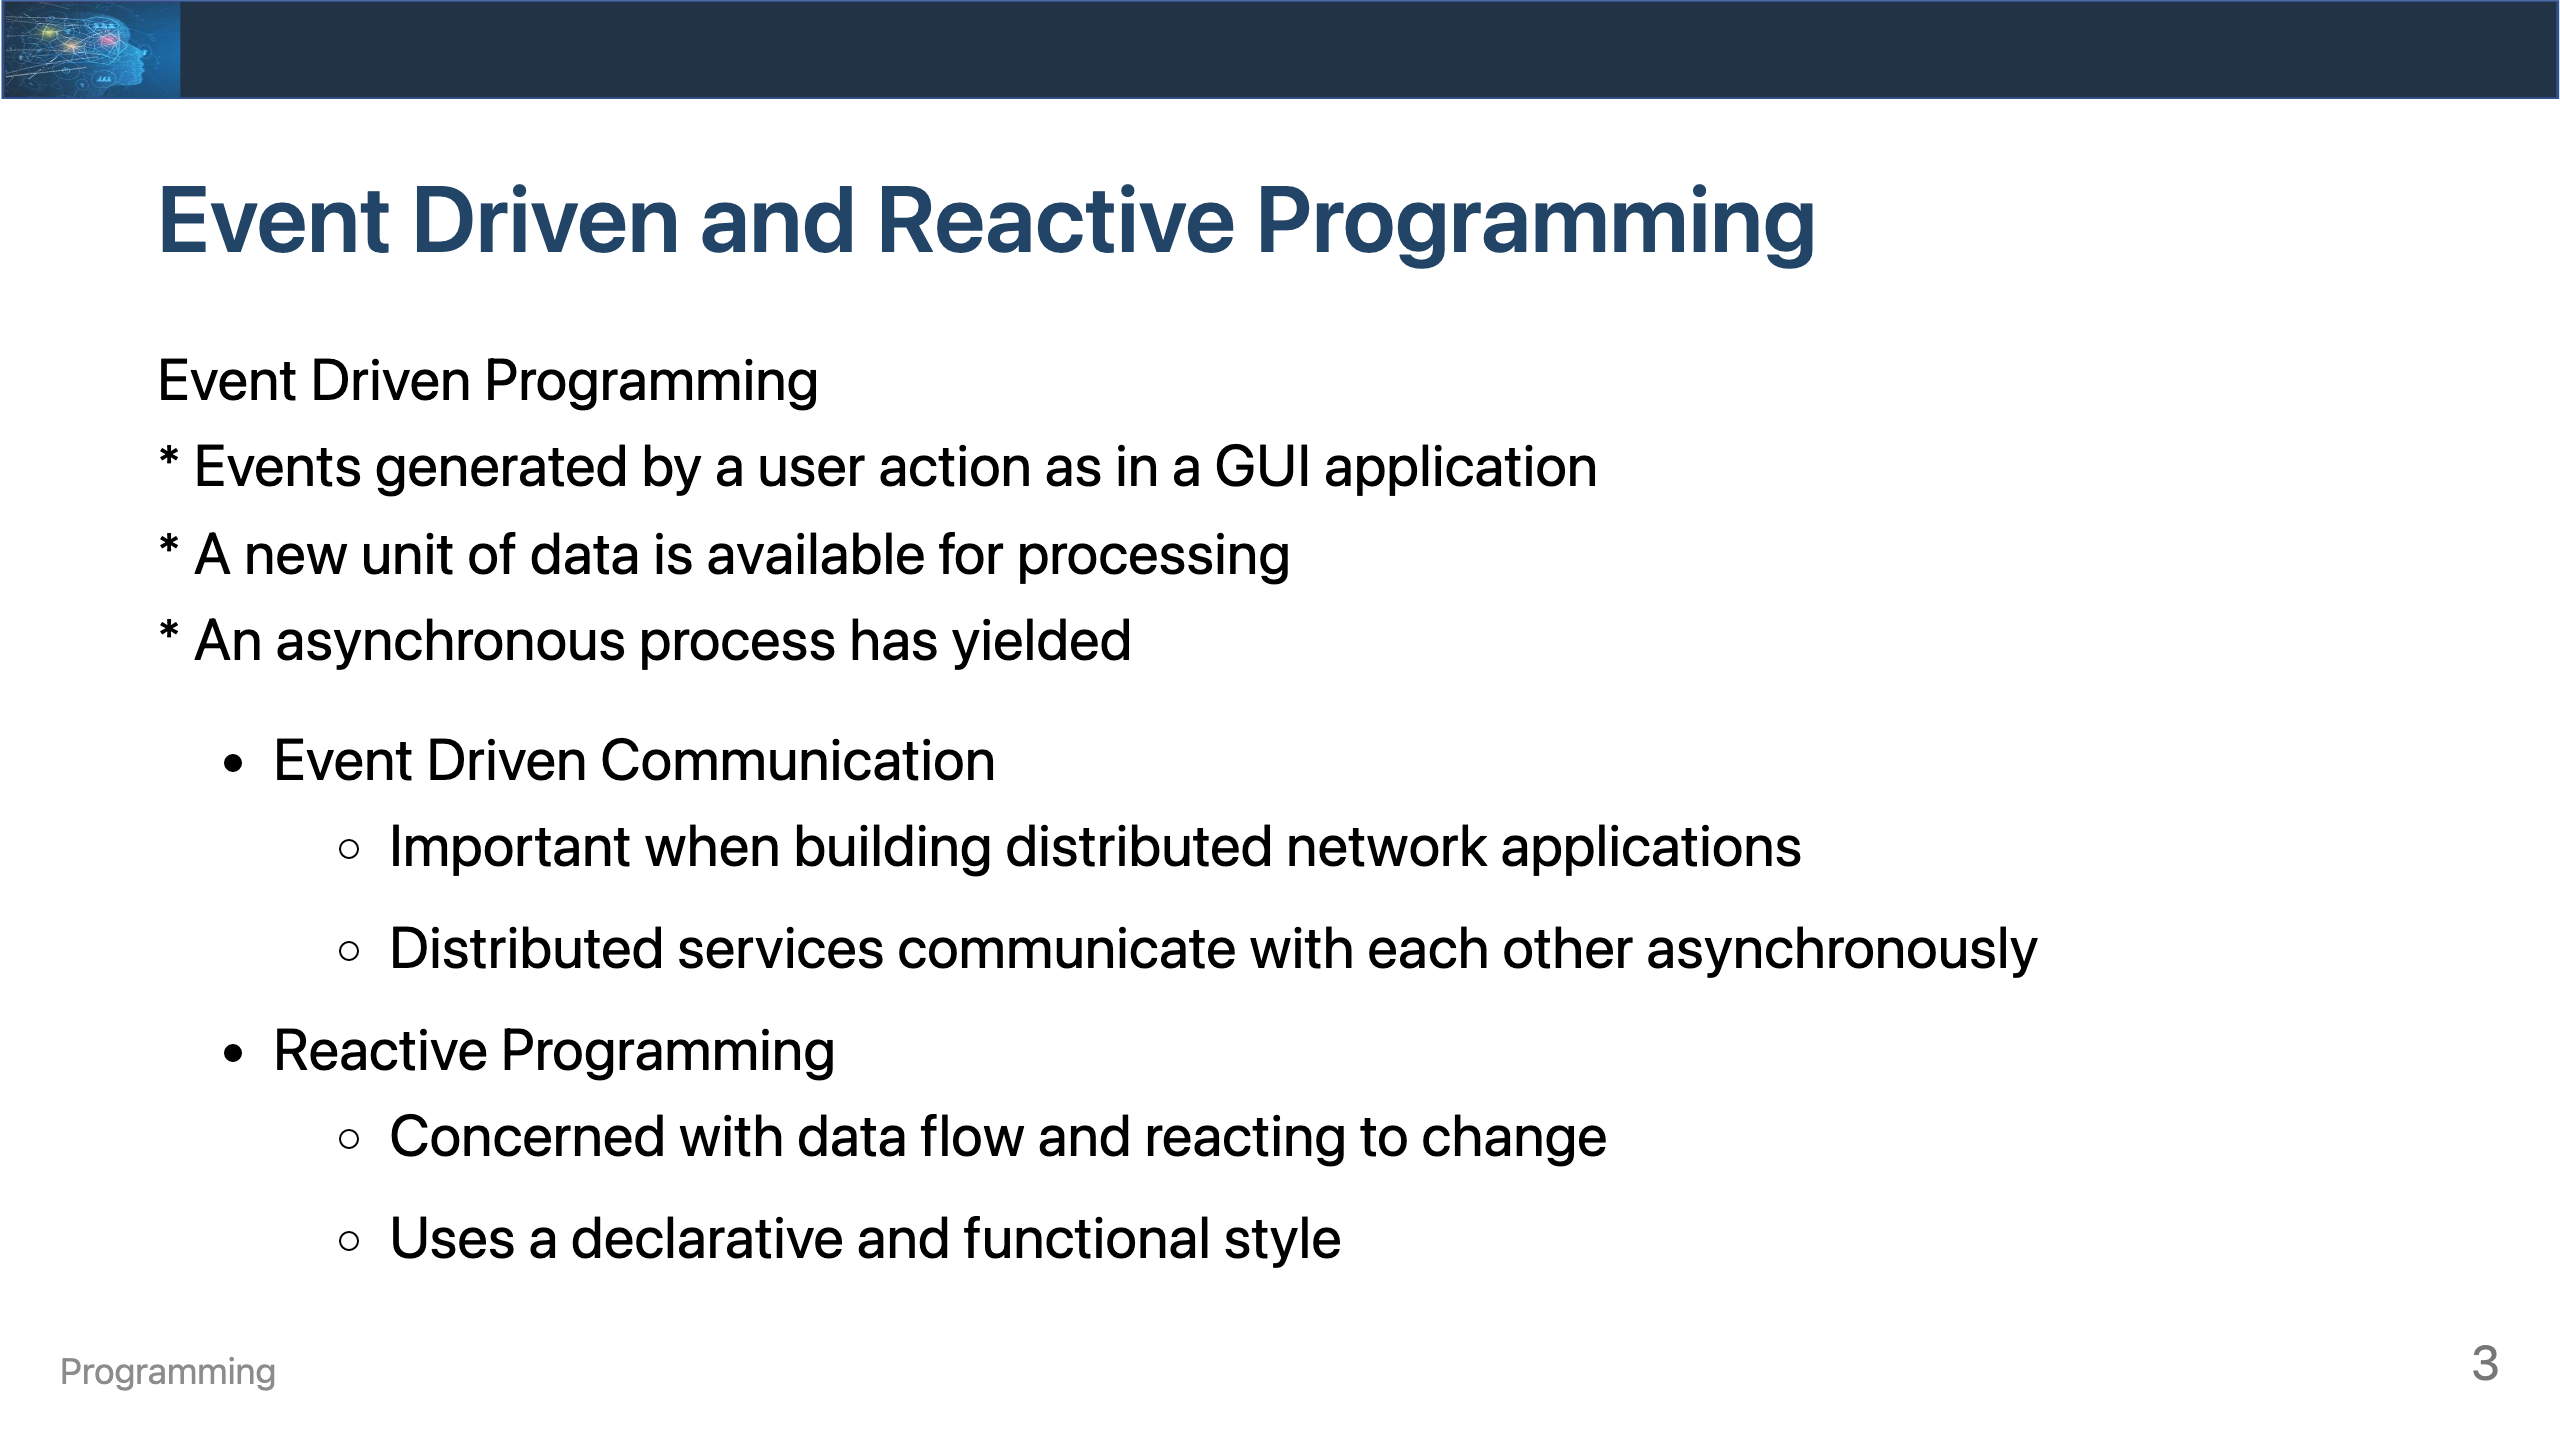 Event Driven and Reactive Programming
Event Driven Programming
* Events generated by a user action as in a GUI application
* A new unit of data is available for processing
* An asynchronous process has yielded
• Event Driven Communication
○ Important when building distributed network applications
○ Distributed services communicate with each other asynchronously
• Reactive Programming
○ Concerned with data flow and reacting to change
○ Uses a declarative and functional style
Programming
3